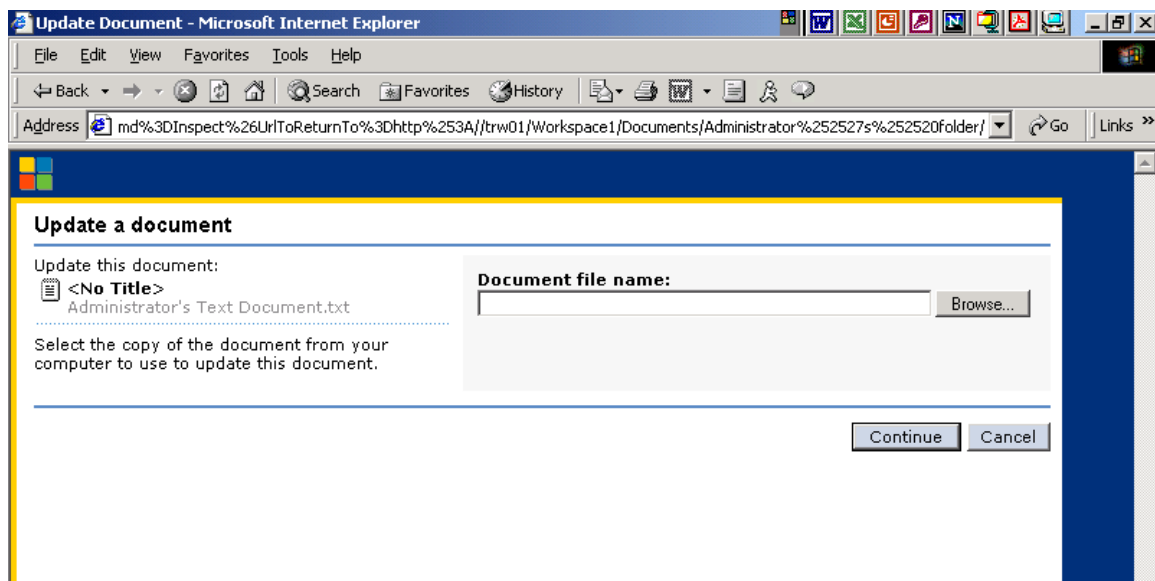 Update Document - Microsoft Internet Explorer
File Edit View Favorites Tools Help
Back Search Favorites History
Address md%3DInspect%26UrlToReturnTo%3Dhttp%253A//trw01/Workspace1/Documents/Administrator%252527s%252520folder/ Go Links »
Update a document
Update this document:
<No Title>
Administrator's Text Document.txt
Select the copy of the document from your
computer to use to update this document.
Document file name:
Browse...
Continue Cancel